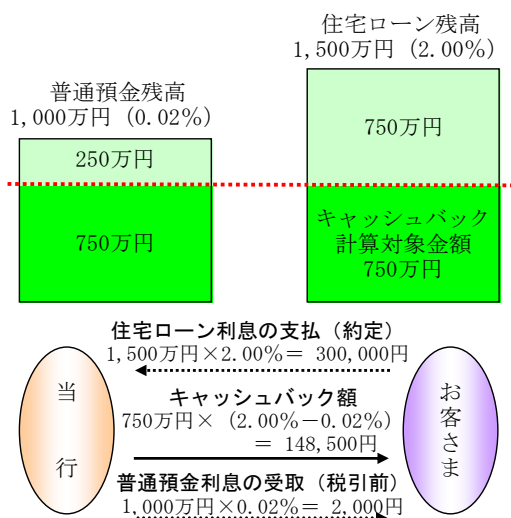 普通預金残高
1,000万円（0.02%）
250万円
750万円
住宅ローン残高
1,500万円（2.00%）
750万円
キャッシュバック
計算対象金額
750万円
住宅ローン利息の支払（約定）
1,500万円×2.00%＝ 300,000円
キャッシュバック額
750万円×（2.00%－0.02%）
＝ 148,500円
普通預金利息の受取（税引前）
1,000万円×0.02%＝ 2,000円
当行
お客さま